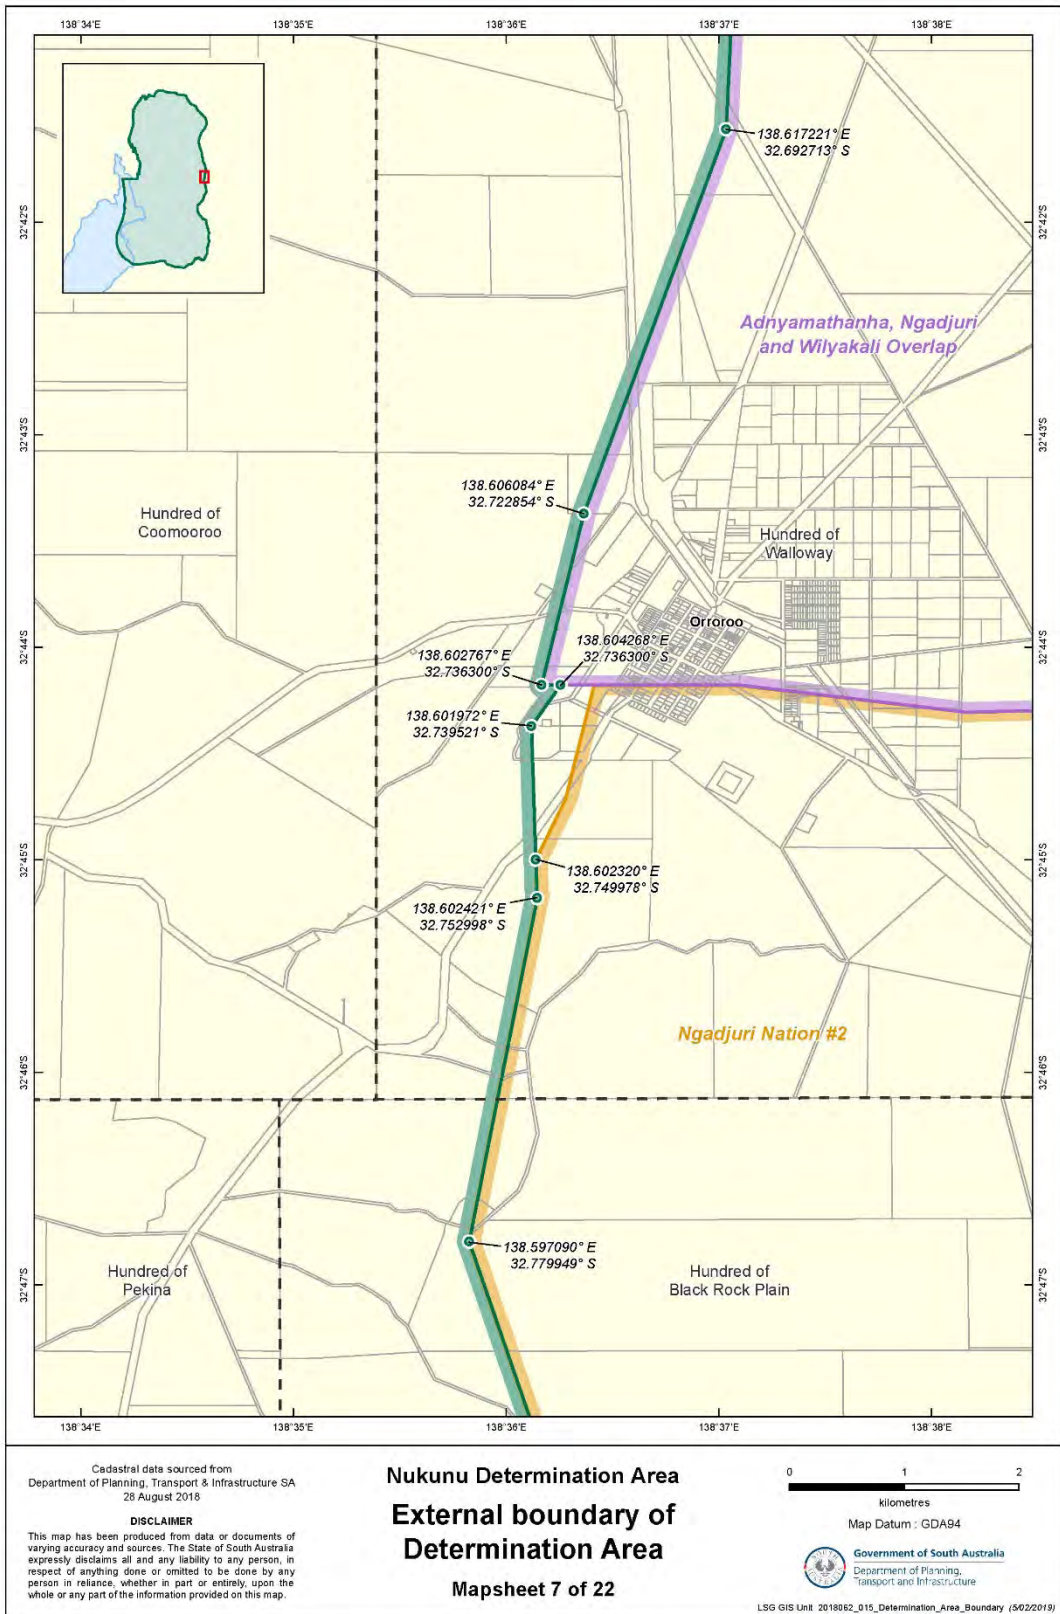 138°34'E
138°35'E
138°36'E
138°37'E
138°38'E
138.617221° E
32.692713° S
32°42'S
32°42'S
Adnyamathanha, Ngadjuri
and Wilyakali Overlap
32°43'S
32°43'S
138.606084° E
32.722854° S
Hundred of
Coomooroo
Hundred of
Walloway
Orroroo
32°44'S
32°44'S
138.604268° E
32.736300° S
138.602767° E
32.736300° S
138.601972° E
32.739521° S
32°45'S
32°45'S
138.602320° E
32.749978° S
138.602421° E
32.752998° S
Ngadjuri Nation #2
32°46'S
32°46'S
138.597090° E
32.779949° S
Hundred of
Pekina
Hundred of
Black Rock Plain
32°47'S
32°47'S
138°34'E
138°35'E
138°36'E
138°37'E
138°38'E
Cadastral data sourced from
Department of Planning, Transport & Infrastructure SA
28 August 2018
DISCLAIMER
This map has been produced from data or documents of
varying accuracy and sources. The State of South Australia
expressly disclaims all and any liability to any person, in
respect of anything done or omitted to be done by any
person in reliance, whether in part or entirely, upon the
whole or any part of the information provided on this map.
Nukunu Determination Area
External boundary of
Determination Area
Mapsheet 7 of 22
0 1 2
kilometres
Map Datum : GDA94
Government of South Australia
Department of Planning,
Transport and Infrastructure
LSG GIS Unit 2018062_015_Determination_Area_Boundary (5/02/2019)